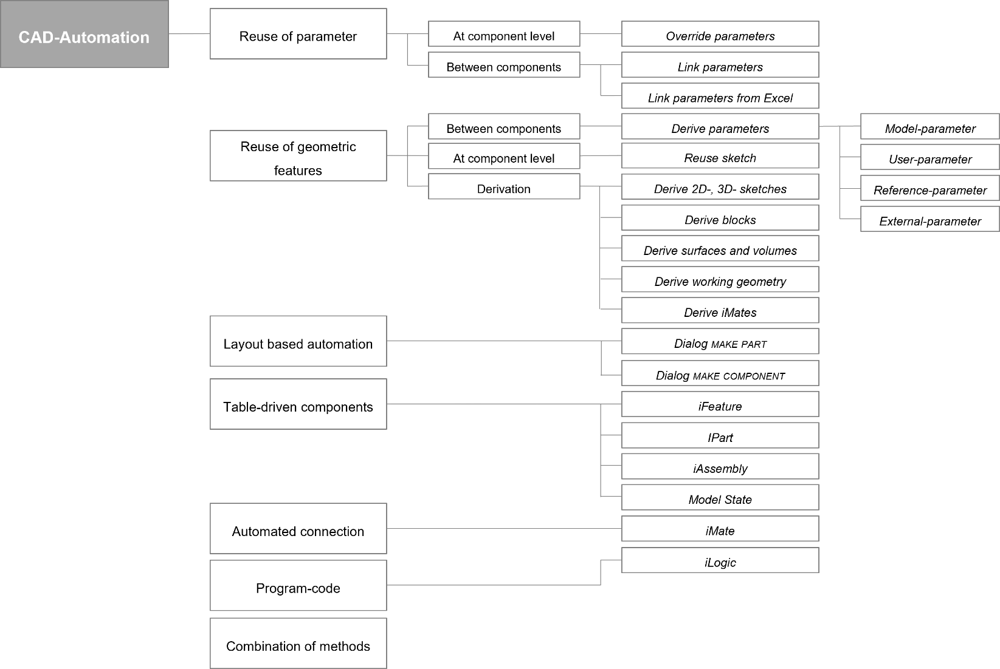 CAD-Automation
Reuse of parameter
At component level
Override parameters
Between components
Link parameters
Link parameters from Excel
Reuse of geometric
features
Between components
Derive parameters
Model-parameter
User-parameter
Reference-parameter
External-parameter
At component level
Reuse sketch
Derivation
Derive 2D-, 3D- sketches
Derive blocks
Derive surfaces and volumes
Derive working geometry
Derive iMates
Layout based automation
Dialog MAKE PART
Dialog MAKE COMPONENT
Table-driven components
iFeature
IPart
iAssembly
Model State
Automated connection
iMate
Program-code
iLogic
Combination of methods